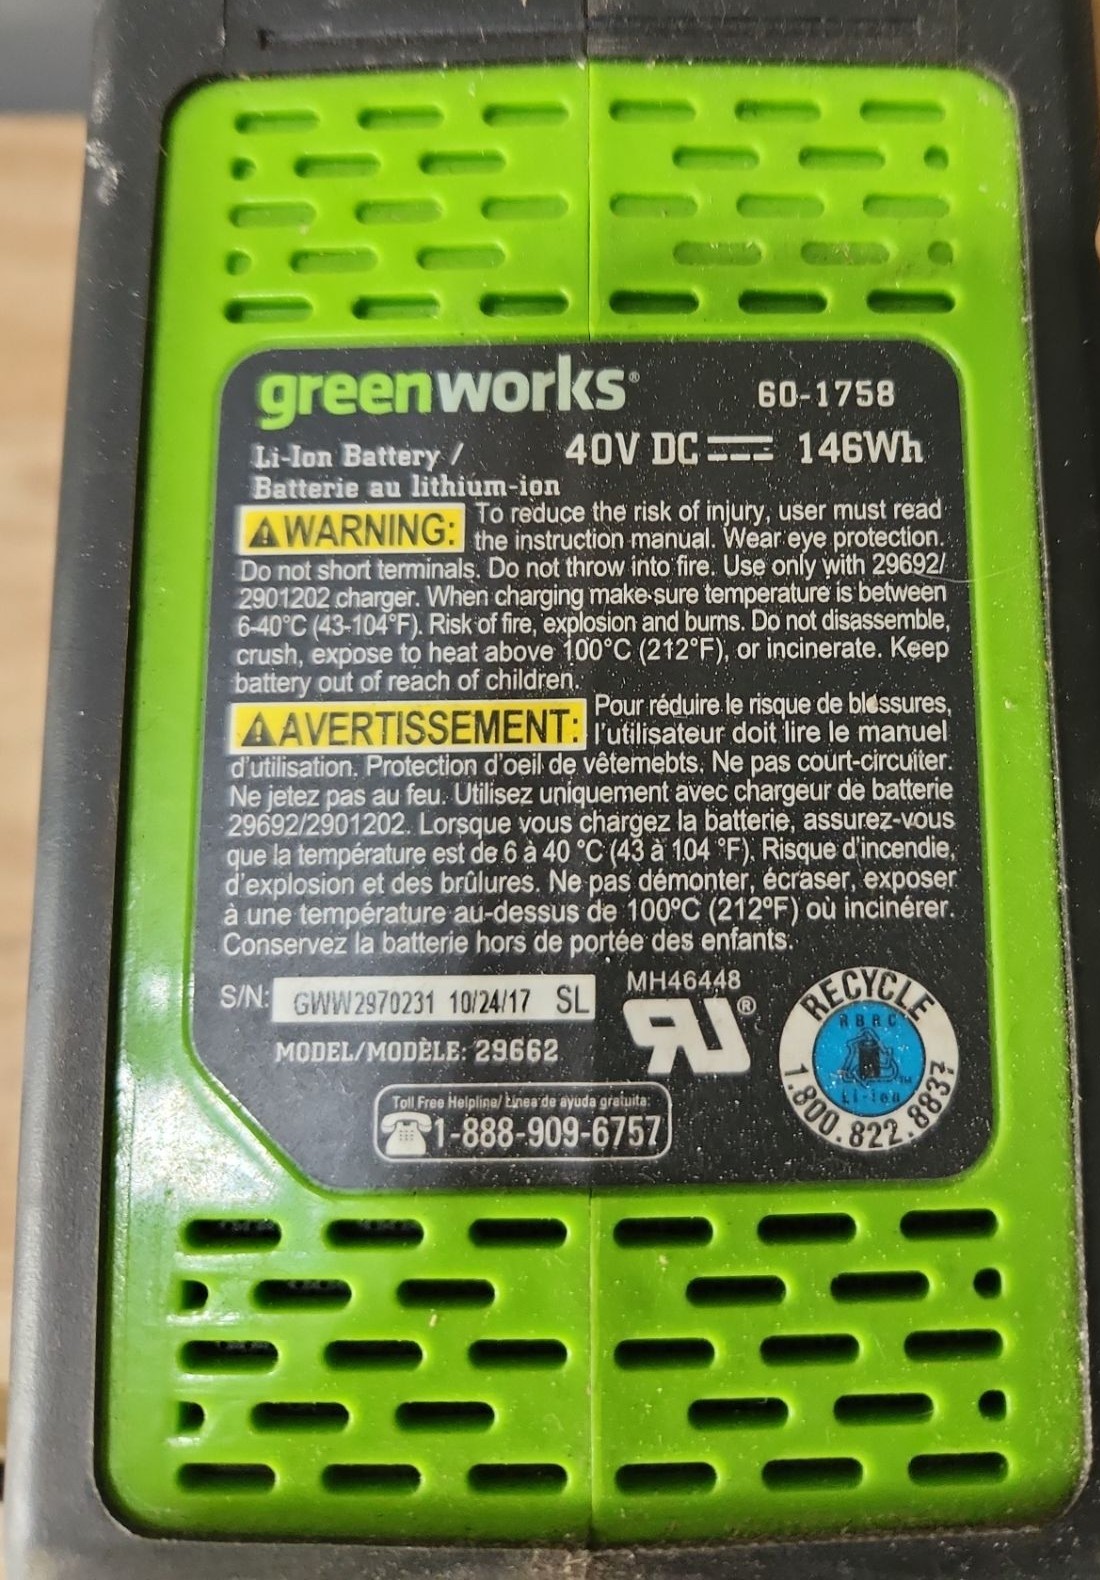 greenworks®
60-1758
Li-Ion Battery /
Batterie au lithium-ion
40V DC 146Wh
WARNING: To reduce the risk of injury, user must read
the instruction manual. Wear eye protection.
Do not short terminals. Do not throw into fire. Use only with 29692/
2901202 charger. When charging make sure temperature is between
6-40°C (43-104°F). Risk of fire, explosion and burns. Do not disassemble,
crush, expose to heat above 100°C (212°F), or incinerate. Keep
battery out of reach of children.
AVERTISSEMENT: Pour réduire le risque de blessures,
l'utilisateur doit lire le manuel
d'utilisation. Protection d'oeil de vêtemebts. Ne pas court-circuiter.
Ne jetez pas au feu. Utilisez uniquement avec chargeur de batterie
29692/2901202. Lorsque vous chargez la batterie, assurez-vous
que la température est de 6 à 40 °C (43 à 104 °F). Risque d'incendie,
d'explosion et des brûlures. Ne pas démonter, écraser, exposer
à une température au-dessus de 100ºC (212ºF) où incinérer.
Conservez la batterie hors de portée des enfants.
S/N: GWW2970231 10/24/17 SL
MODEL/MODÈLE: 29662
MH46448
RU®
RECYCLE
RBRC
Li-Ion
TM
1.800.822.8837
Toll Free Helpline/ Línea de ayuda gratuita:
1-888-909-6757